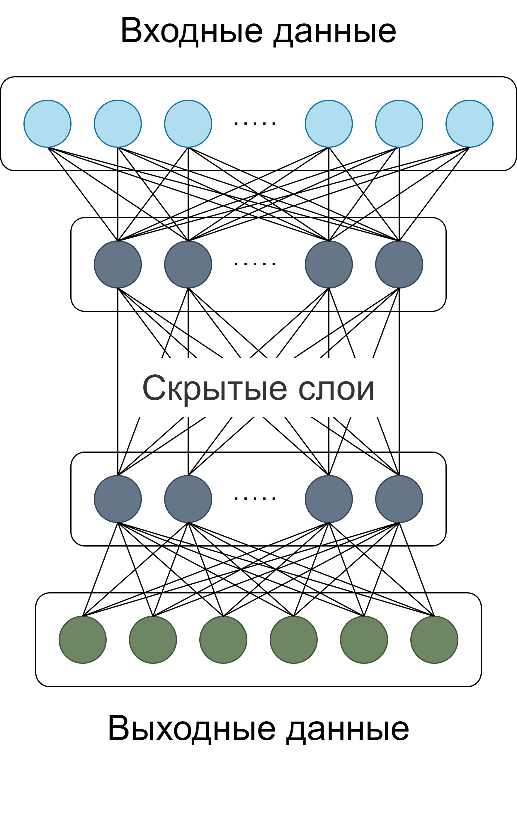 Входные данные
.....
.....
Скрытые слои
.....
Выходные данные